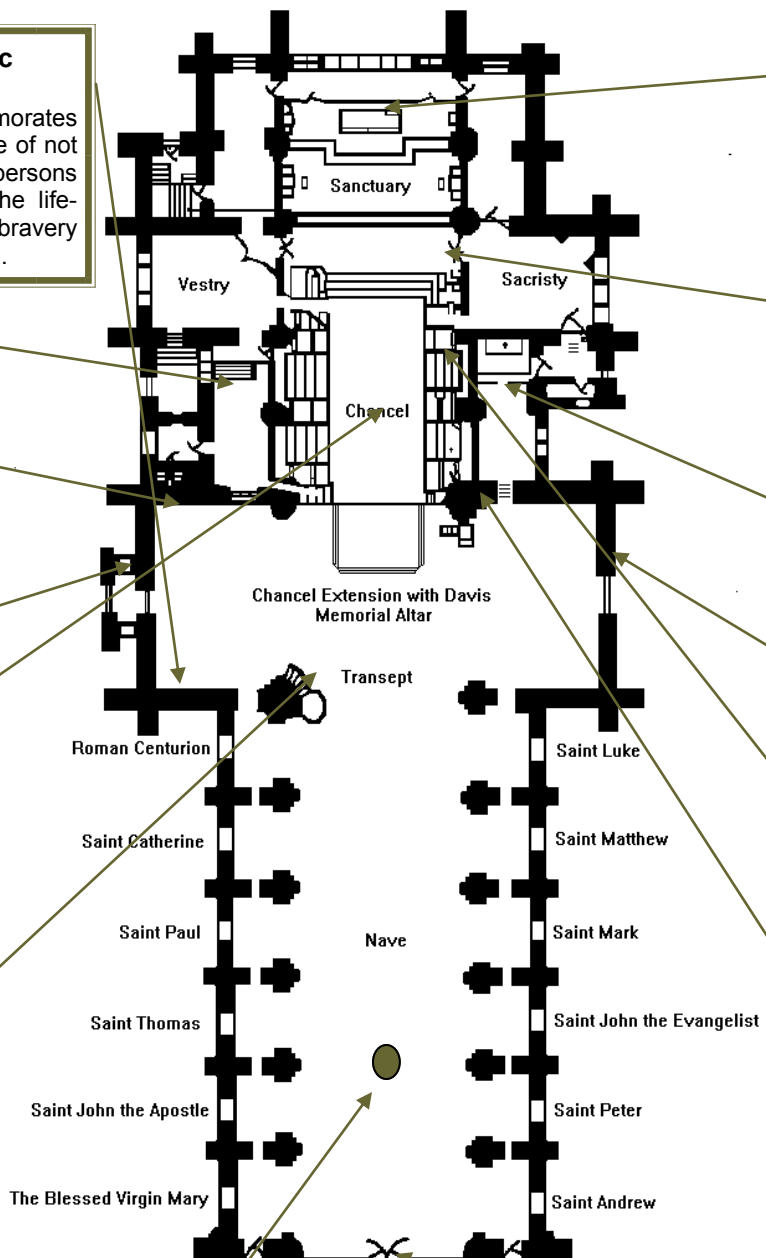 c
morates
e of not
persons
he life-
bravery
.
Sanctuary
Vestry
Sacristy
Chancel
Chancel Extension with Davis
Memorial Altar
Transept
Roman Centurion
Saint Luke
Saint Catherine
Saint Matthew
Saint Paul
Nave
Saint Mark
Saint Thomas
Saint John the Evangelist
Saint John the Apostle
Saint Peter
The Blessed Virgin Mary
Saint Andrew